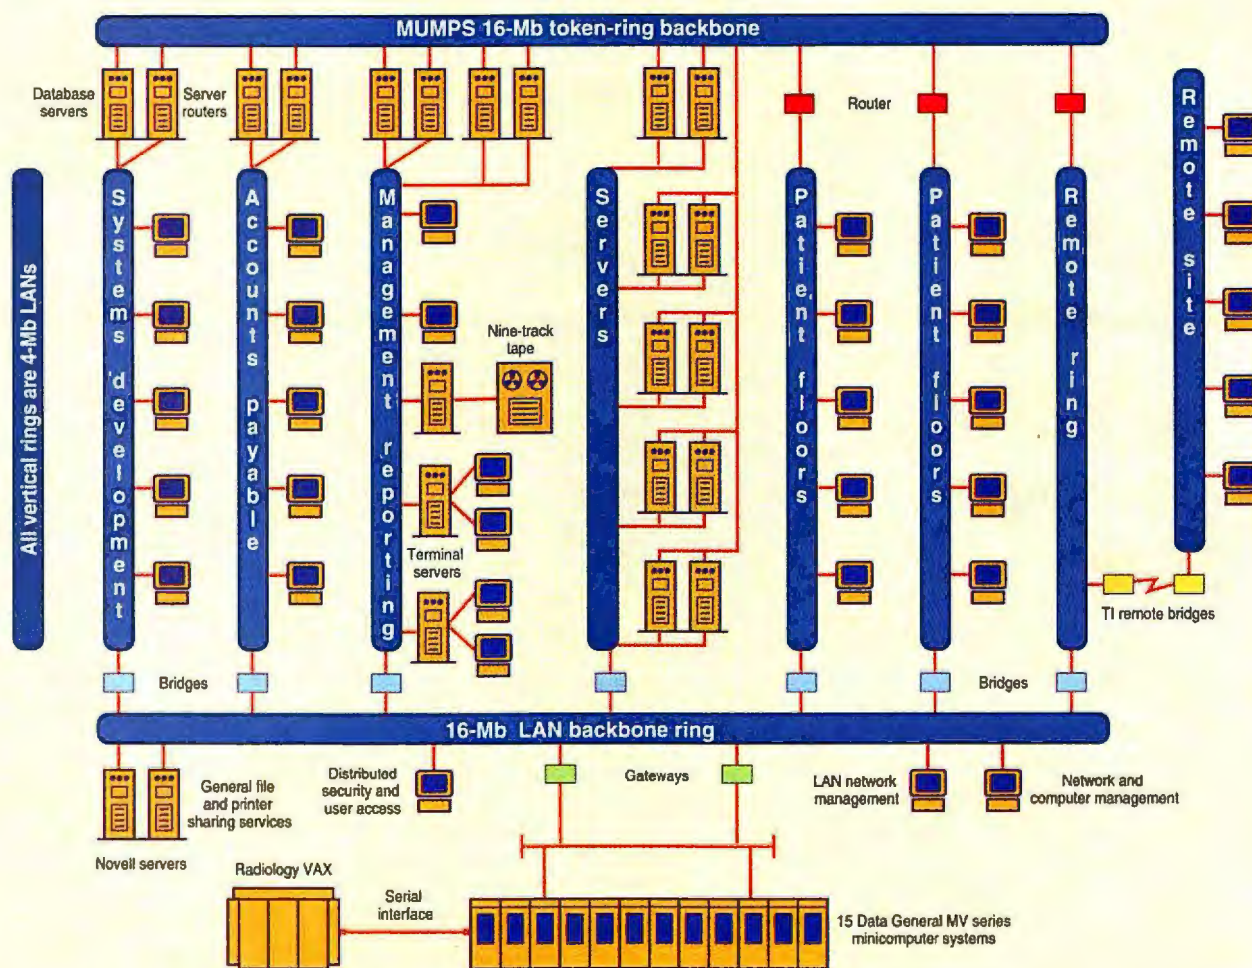 MUMPS 16-Mb token-ring backbone
Database
servers
Server
routers
Router
All vertical rings are 4-Mb LANs
Systems development
Accounts payable
Management reporting
Servers
Patient floors
Patient floors
Remote ring
Remote site
Nine-track
tape
Terminal
servers
TI remote bridges
Bridges
Bridges
16-Mb LAN backbone ring
General file
and printer
sharing services
Novell servers
Distributed
security and
user access
Gateways
LAN network
management
Network and
computer management
Radiology VAX
Serial
interface
15 Data General MV series
minicomputer systems